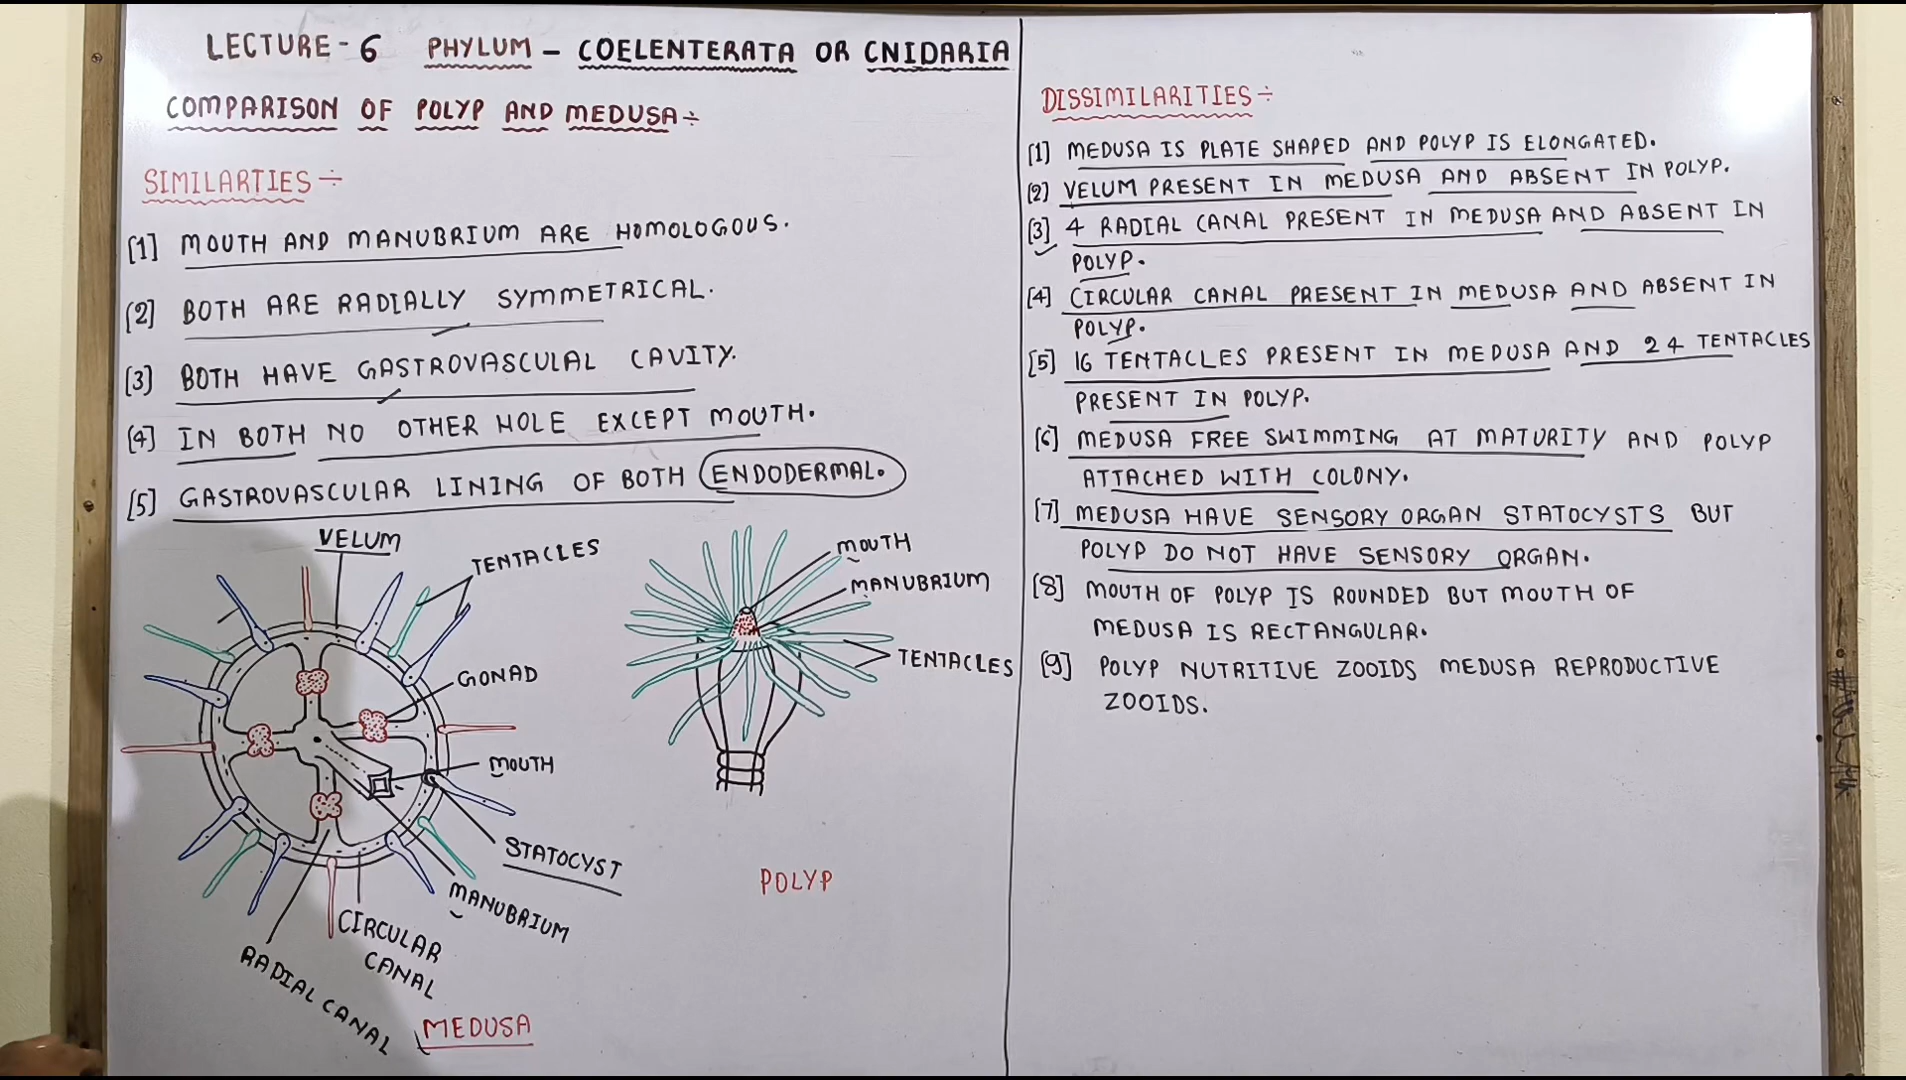 LECTURE-6 PHYLUM - COELENTERATA OR CNIDARIA
COMPARISON OF POLYP AND MEDUSA÷
SIMILARTIES÷
[1] MOUTH AND MANUBRIUM ARE HOMOLOGOUS.
[2] BOTH ARE RADIALLY SYMMETRICAL.
[3] BOTH HAVE GASTROVASCULAR CAVITY.
[4] IN BOTH NO OTHER HOLE EXCEPT MOUTH.
[5] GASTROVASCULAR LINING OF BOTH ENDODERMAL.
VELUM
TENTACLES
GONAD
MOUTH
STATOCYST
MANUBRIUM
CIRCULAR
CANAL
RADIAL CANAL
MEDUSA
MOUTH
MANUBRIUM
TENTACLES
POLYP
DISSIMILARITIES÷
[1] MEDUSA IS PLATE SHAPED AND POLYP IS ELONGATED.
[2] VELUM PRESENT IN MEDUSA AND ABSENT IN POLYP.
[3] 4 RADIAL CANAL PRESENT IN MEDUSA AND ABSENT IN
POLYP.
[4] CIRCULAR CANAL PRESENT IN MEDUSA AND ABSENT IN
POLYP.
[5] 16 TENTACLES PRESENT IN MEDUSA AND 24 TENTACLES
PRESENT IN POLYP.
[6] MEDUSA FREE SWIMMING AT MATURITY AND POLYP
ATTACHED WITH COLONY.
[7] MEDUSA HAVE SENSORY ORGAN STATOCYSTS BUT
POLYP DO NOT HAVE SENSORY ORGAN.
[8] MOUTH OF POLYP IS ROUNDED BUT MOUTH OF
MEDUSA IS RECTANGULAR.
[9] POLYP NUTRITIVE ZOOIDS MEDUSA REPRODUCTIVE
ZOOIDS.